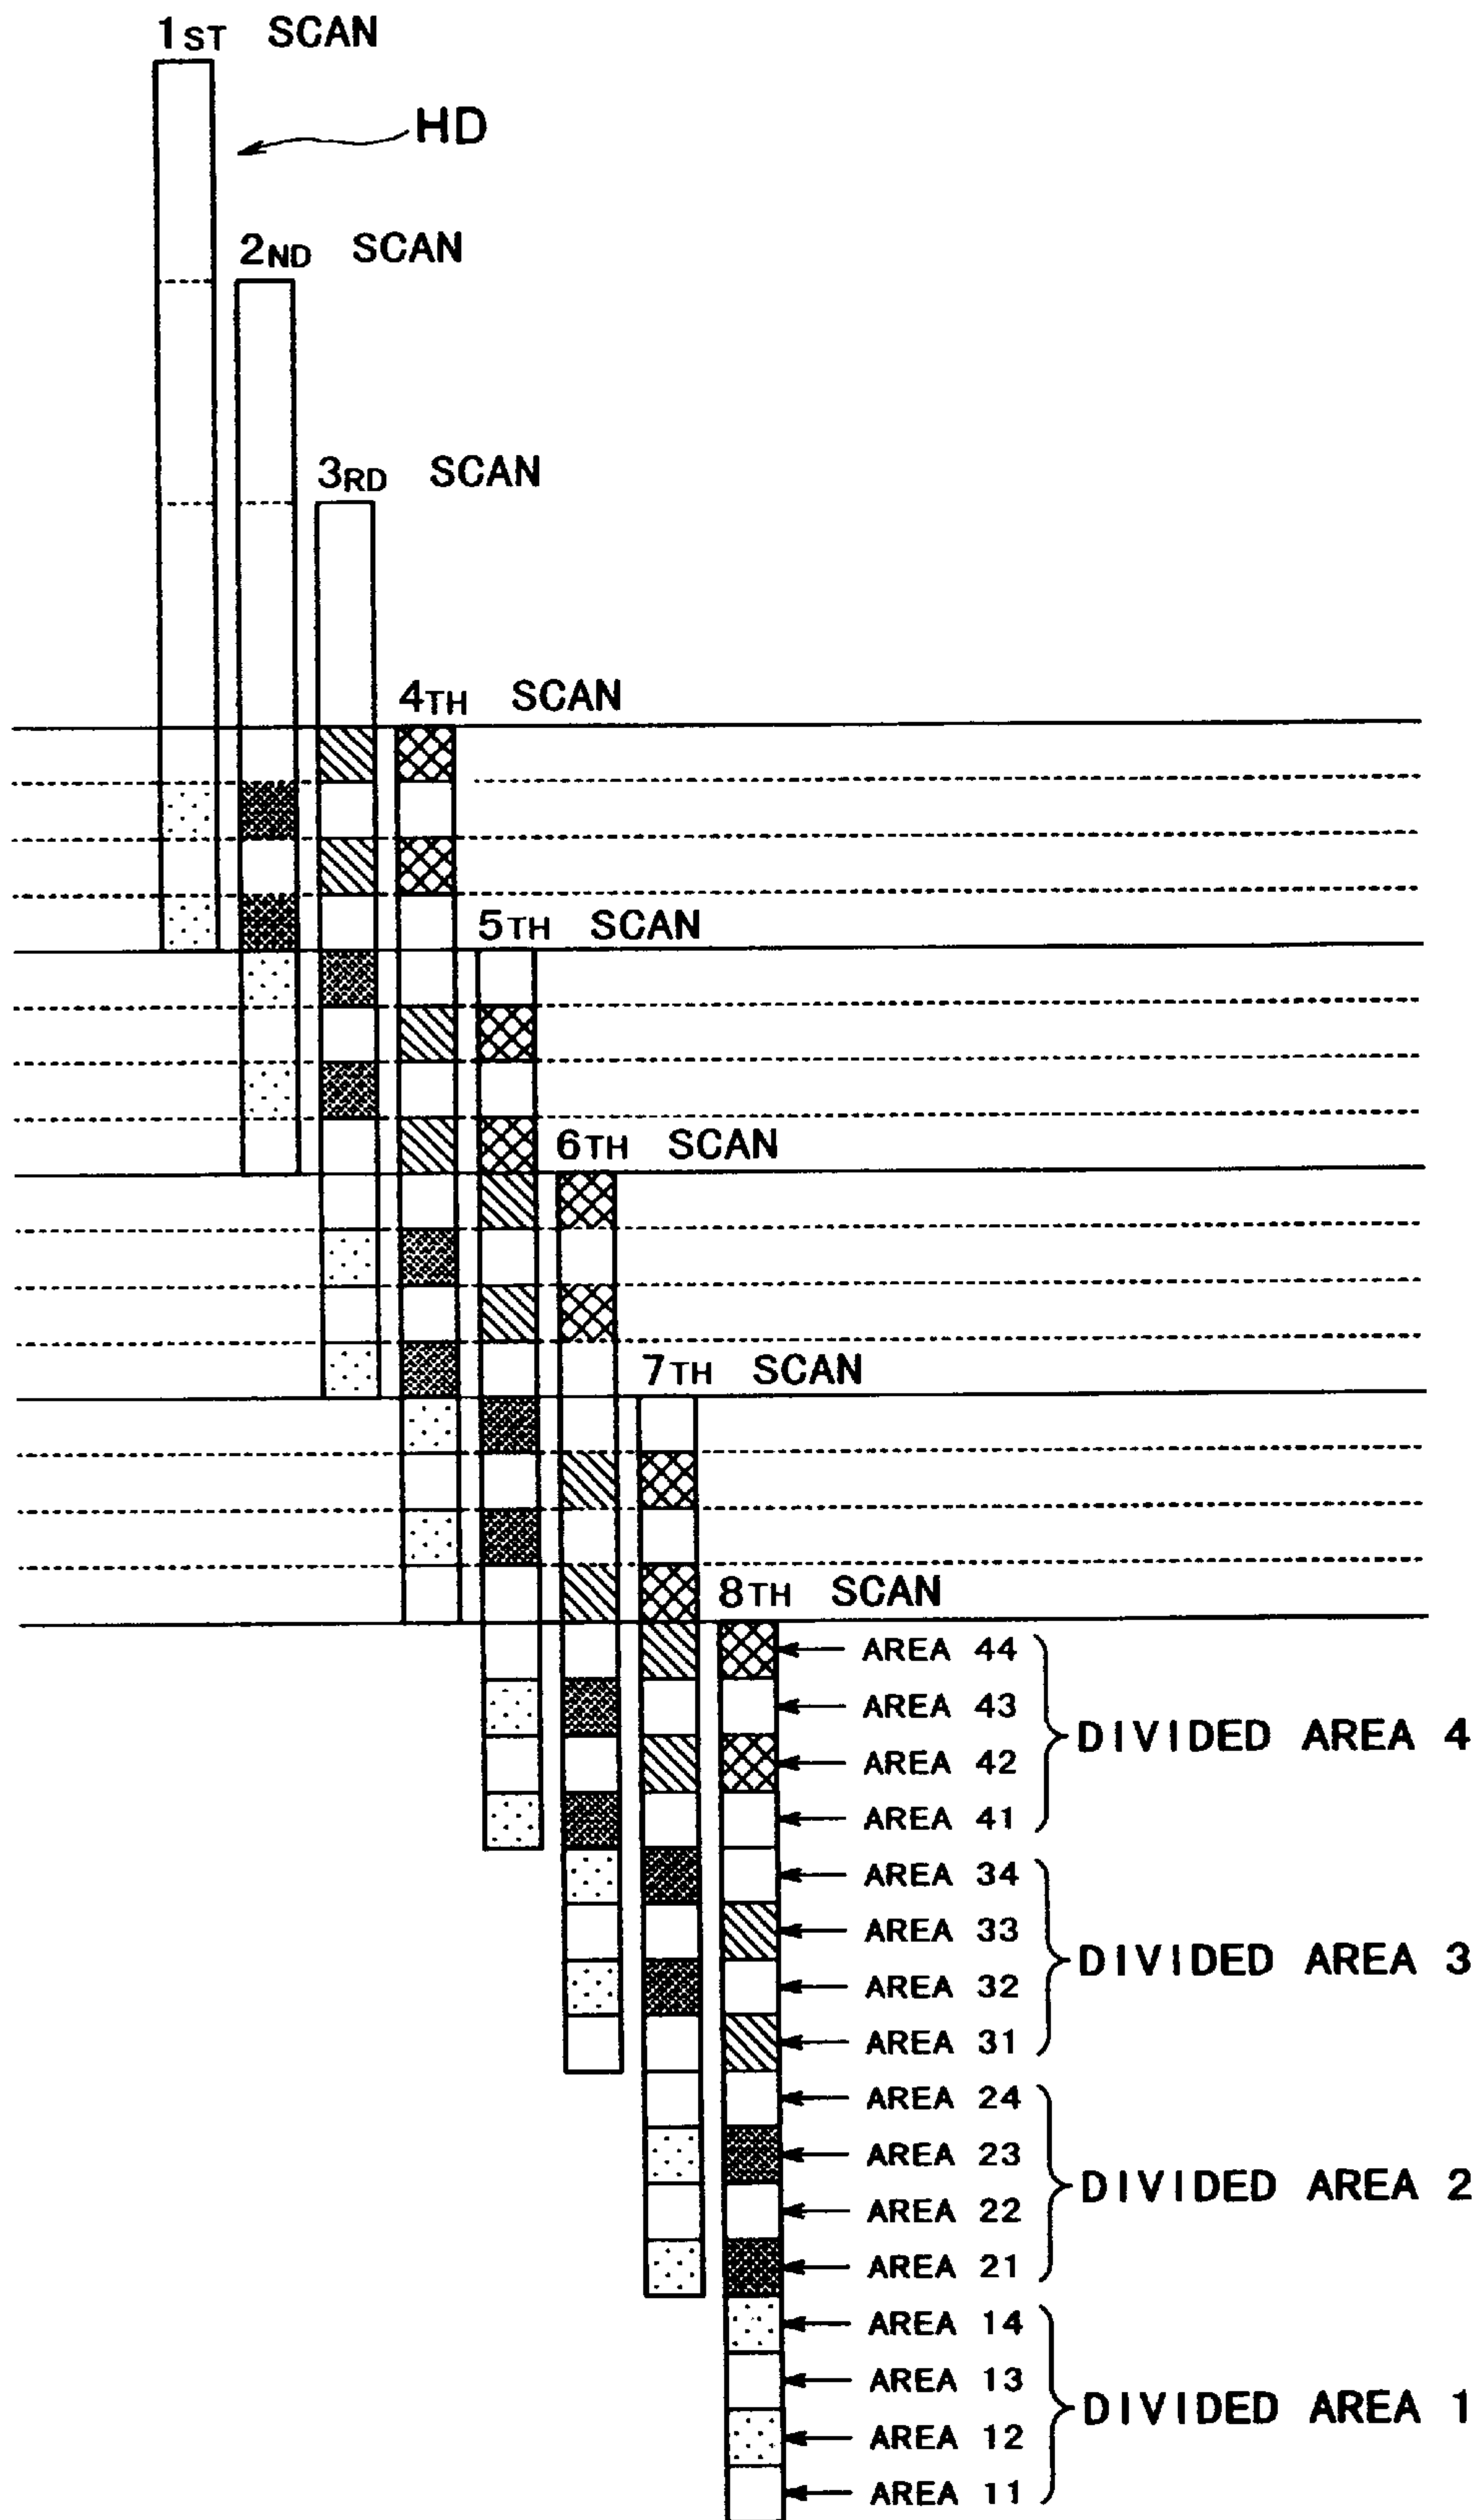 1ST SCAN
HD
2ND SCAN
3RD SCAN
4TH SCAN
5TH SCAN
6TH SCAN
7TH SCAN
8TH SCAN
AREA 44
AREA 43
DIVIDED AREA 4
AREA 42
AREA 41
AREA 34
AREA 33
DIVIDED AREA 3
AREA 32
AREA 31
AREA 24
AREA 23
DIVIDED AREA 2
AREA 22
AREA 21
AREA 14
AREA 13
DIVIDED AREA 1
AREA 12
AREA 11